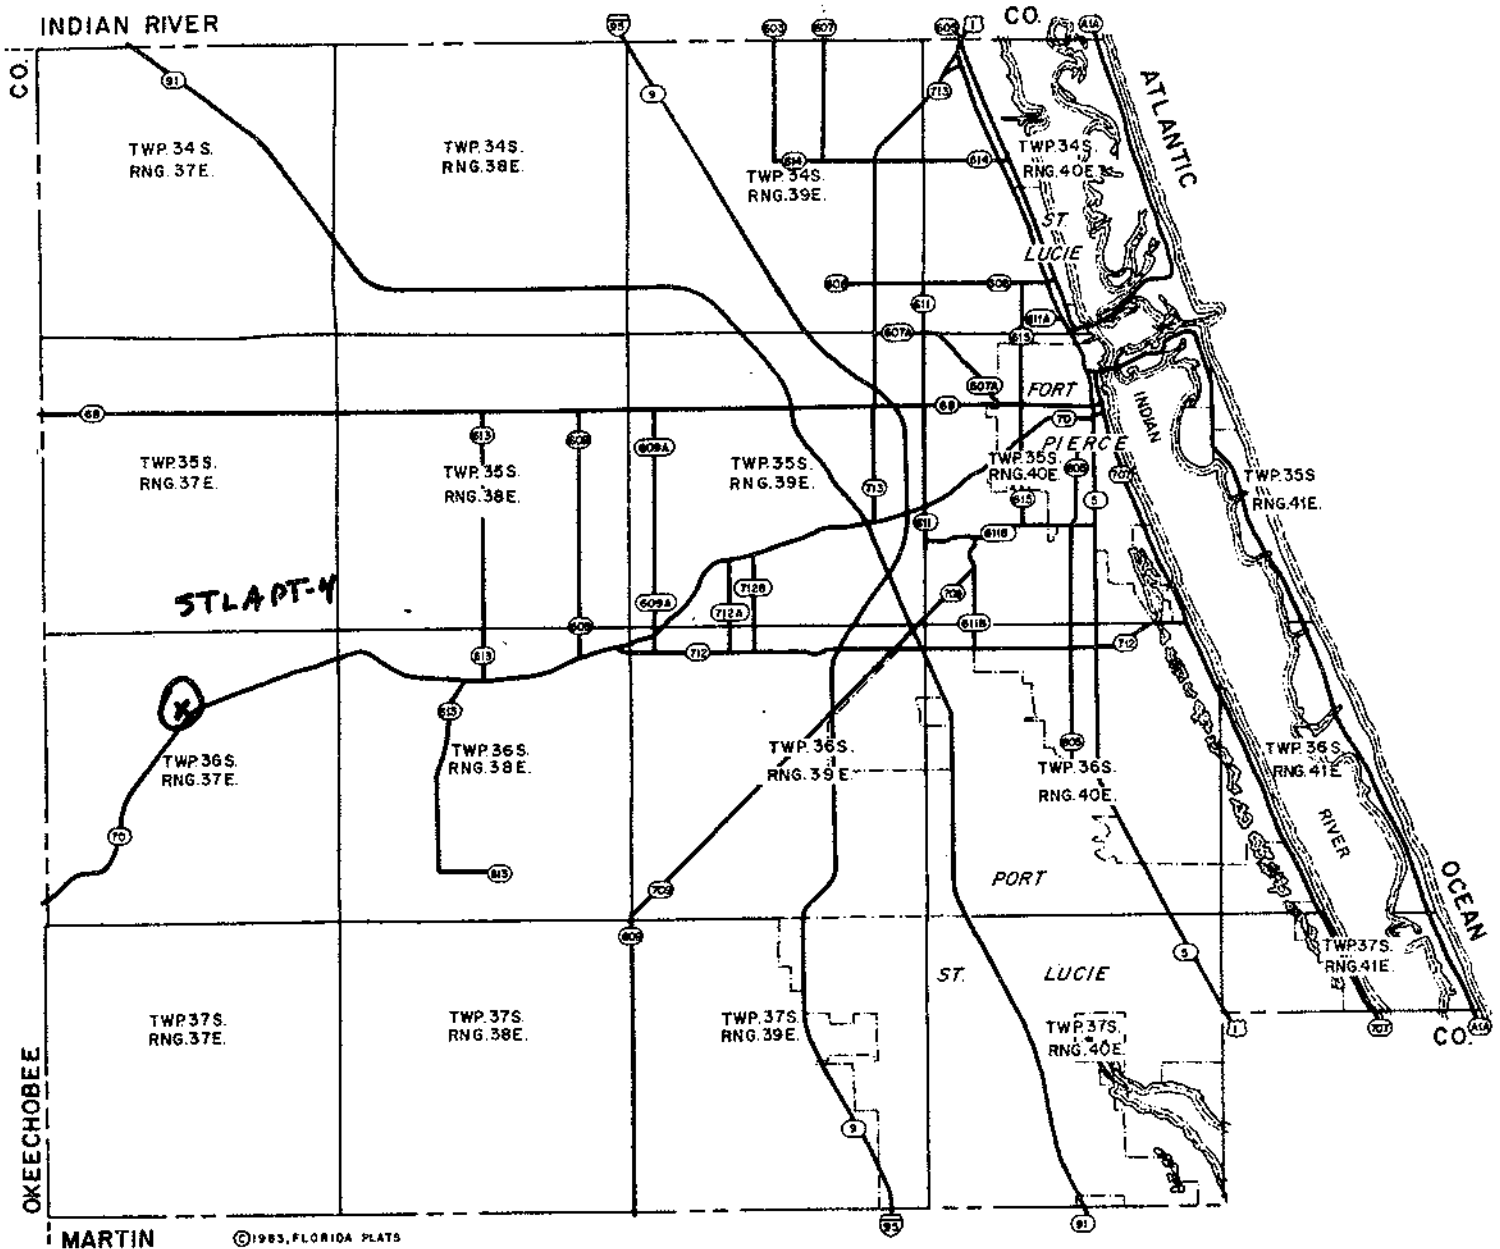 INDIAN RIVER
CO.
CO.
95
603
607
605
1
A1A
91
9
713
ATLANTIC
TWP. 34 S.
RNG. 37 E.
TWP. 34 S.
RNG. 38 E.
614
614
TWP. 34 S.
RNG. 39 E.
TWP. 34 S.
RNG. 40 E.
ST.
LUCIE
608
608
611
611A
607A
615
607A
FORT
INDIAN
68
68
70
PIERCE
613
608
609A
TWP. 35 S.
RNG. 37 E.
TWP. 35 S.
RNG. 38 E.
TWP. 35 S.
RNG. 39 E.
TWP. 35 S.
RNG. 40 E.
605
707
TWP. 35 S
RNG. 41 E.
713
615
5
611
611B
STLAPT-4
609A
712A
712B
709
611B
608
613
712
712
X
613
TWP. 36 S.
RNG. 37 E.
TWP. 36 S.
RNG. 38 E.
TWP. 36 S.
RNG. 39 E.
605
TWP. 36 S.
RNG. 40 E.
TWP. 36 S.
RNG. 41 E.
70
RIVER
613
709
PORT
OCEAN
609
ST.
LUCIE
5
TWP. 37 S.
RNG. 41 E.
TWP. 37 S.
RNG. 37 E.
TWP. 37 S.
RNG. 38 E.
TWP. 37 S.
RNG. 39 E.
TWP. 37 S.
RNG. 40 E.
1
707
CO.
A1A
OKEECHOBEE
9
95
91
MARTIN
©1983, FLORIDA PLATS